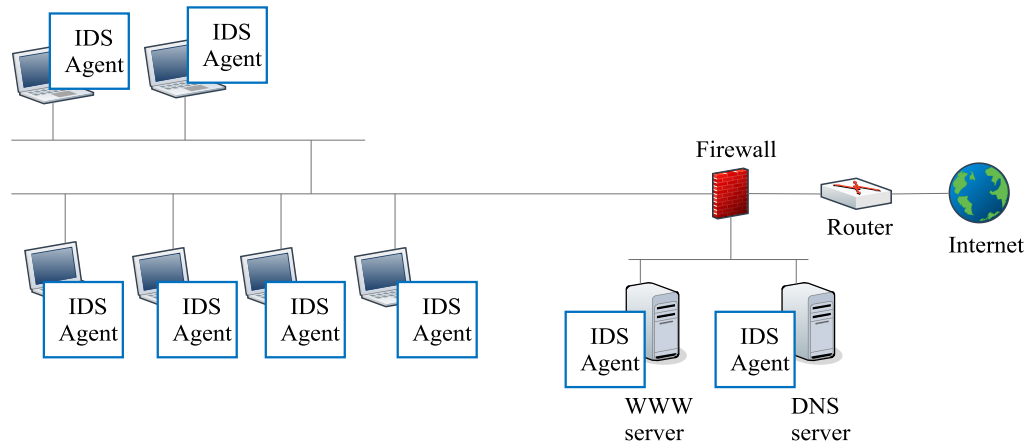 IDS
Agent
IDS
Agent
Firewall
Router
Internet
IDS
Agent
IDS
Agent
IDS
Agent
IDS
Agent
IDS
Agent
IDS
Agent
WWW
server
DNS
server